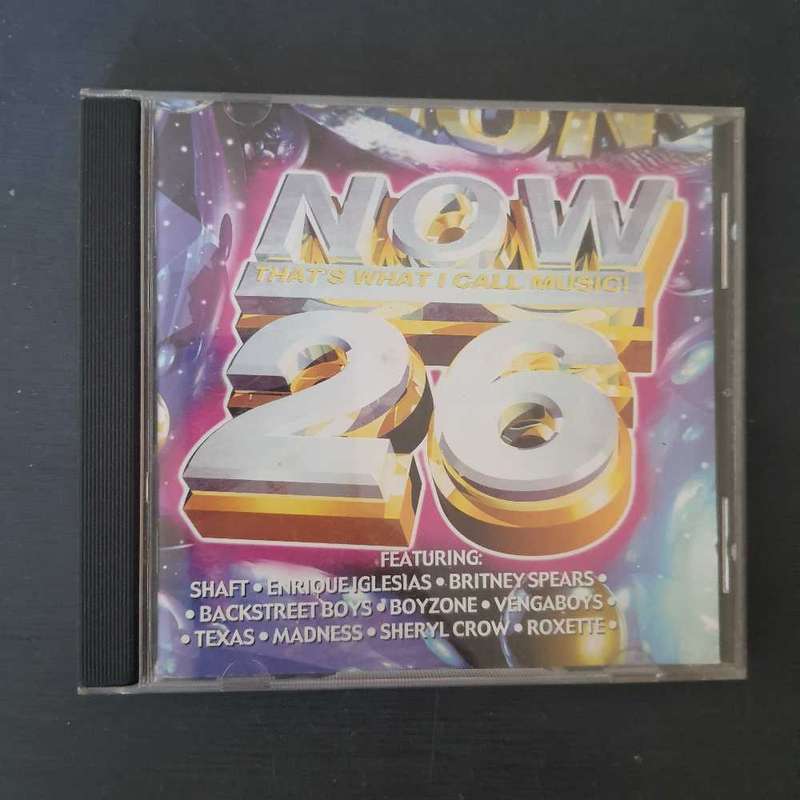 NOW
THAT'S WHAT I CALL MUSIC!
26
FEATURING:
SHAFT • ENRIQUE IGLESIAS • BRITNEY SPEARS •
• BACKSTREET BOYS • BOYZONE • VENGABOYS •
• TEXAS • MADNESS • SHERYL CROW • ROXETTE •